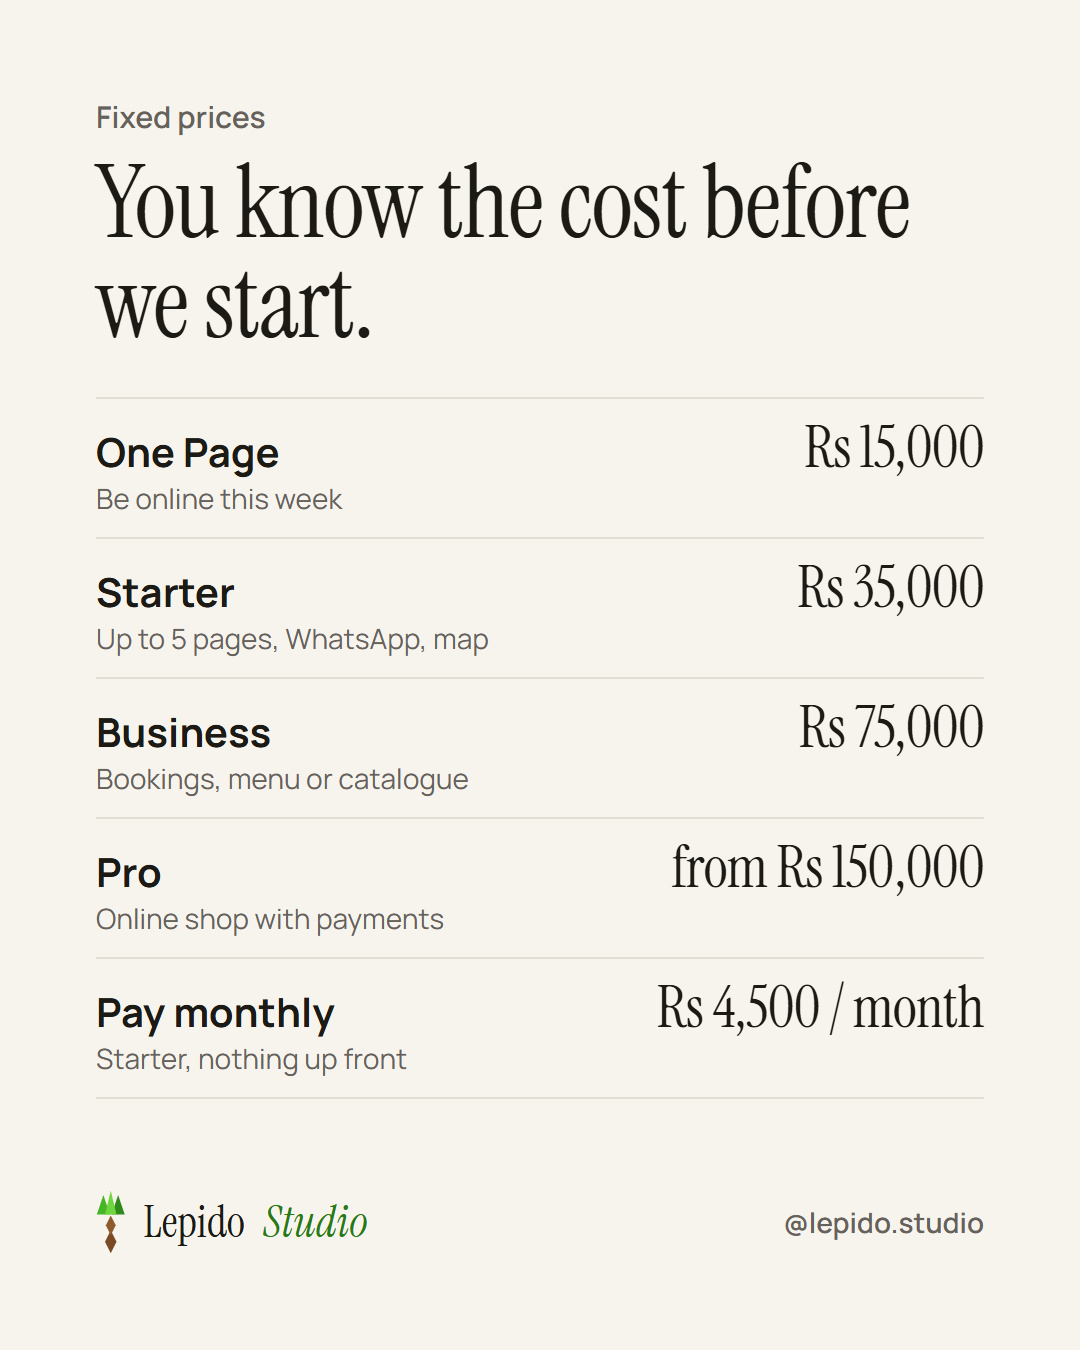 Fixed prices
You know the cost before
we start.
One Page
Rs 15,000
Be online this week
Starter
Rs 35,000
Up to 5 pages, WhatsApp, map
Business
Rs 75,000
Bookings, menu or catalogue
Pro
from Rs 150,000
Online shop with payments
Pay monthly
Rs 4,500 / month
Starter, nothing up front
Lepido Studio
@lepido.studio